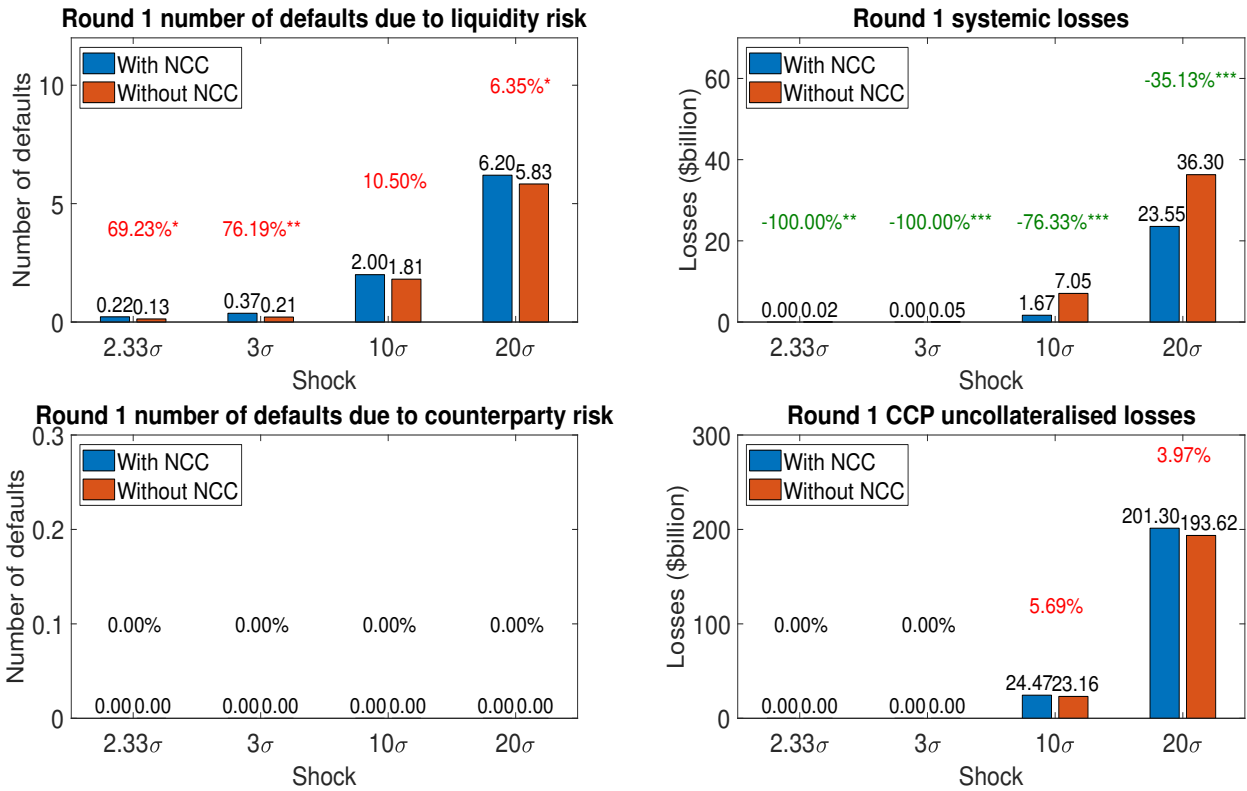 Round 1 number of defaults due to liquidity risk
With NCC
Without NCC
Number of defaults
10
5
0
69.23%*
76.19%**
10.50%
6.35%*
0.22 0.13
0.37 0.21
2.00 1.81
6.20 5.83
2.33σ
3σ
10σ
20σ
Shock
Round 1 systemic losses
With NCC
Without NCC
Losses ($billion)
60
40
20
0
-100.00%**
-100.00%***
-76.33%***
-35.13%***
0.00 0.02
0.00 0.05
1.67
7.05
23.55
36.30
2.33σ
3σ
10σ
20σ
Shock
Round 1 number of defaults due to counterparty risk
With NCC
Without NCC
Number of defaults
0.3
0.2
0.1
0
0.00%
0.00%
0.00%
0.00%
0.00 0.00
0.00 0.00
0.00 0.00
0.00 0.00
2.33σ
3σ
10σ
20σ
Shock
Round 1 CCP uncollateralised losses
With NCC
Without NCC
Losses ($billion)
300
200
100
0
0.00%
0.00%
5.69%
3.97%
0.00 0.00
0.00 0.00
24.47 23.16
201.30
193.62
2.33σ
3σ
10σ
20σ
Shock